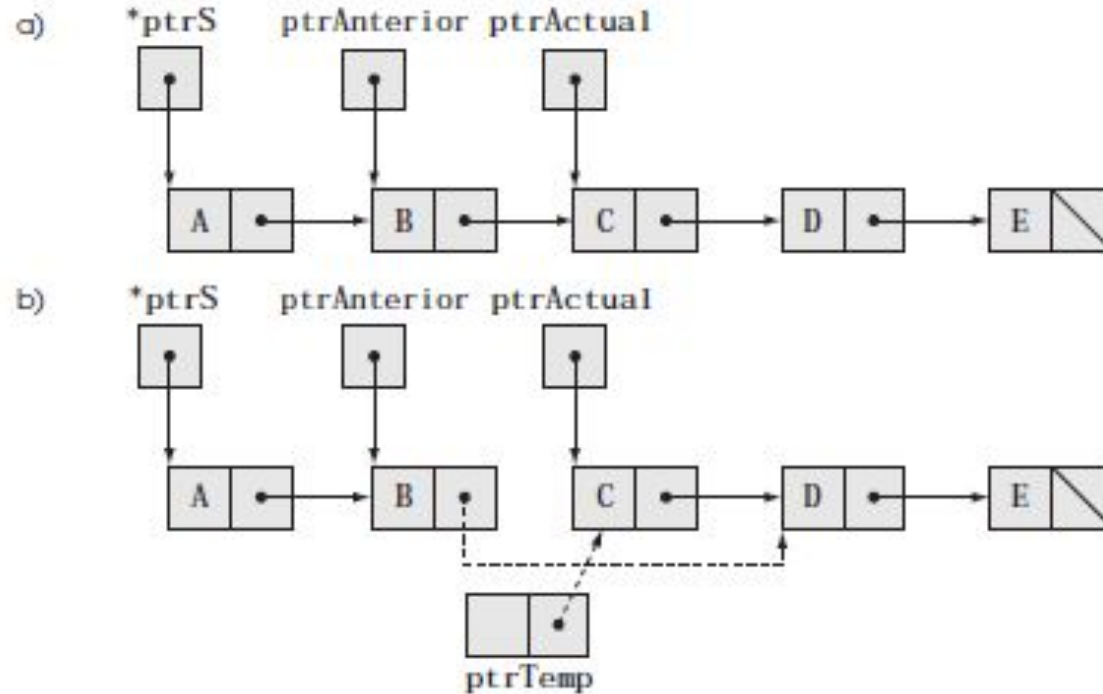 a) *ptrS ptrAnterior ptrActual
A B C D E
b) *ptrS ptrAnterior ptrActual
A B C D E
ptrTemp